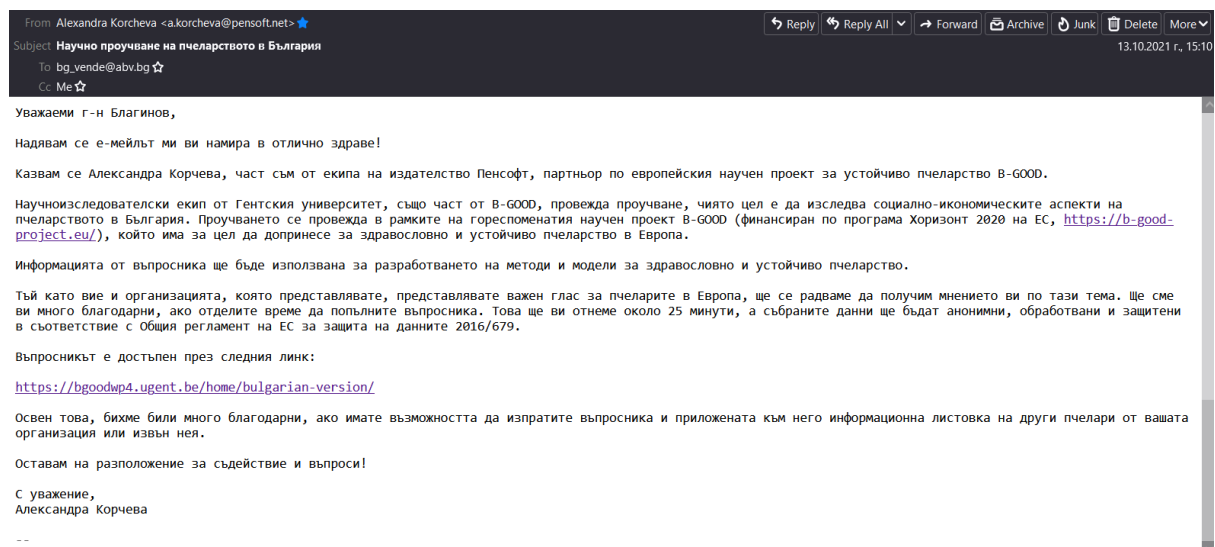 From Alexandra Korcheva <a.korcheva@pensoft.net>
Reply Reply All Forward Archive Junk Delete More
Subject Научно проучване на пчеларството в България
13.10.2021 г., 15:10
To bg_vende@abv.bg
Cc Me
Уважаеми г-н Благинов,
Надявам се е-мейлът ми ви намира в отлично здраве!
Казвам се Александра Корчева, част съм от екипа на издателство Пенсофт, партньор по европейския научен проект за устойчиво пчеларство B-GOOD.
Научноизследователски екип от Гентския университет, също част от B-GOOD, провежда проучване, чиято цел е да изследва социално-икономическите аспекти на
пчеларството в България. Проучването се провежда в рамките на гореспоменатия научен проект B-GOOD (финансиран по програма Хоризонт 2020 на ЕС, https://b-good-
project.eu/), който има за цел да допринесе за здравословно и устойчиво пчеларство в Европа.
Информацията от въпросника ще бъде използвана за разработването на методи и модели за здравословно и устойчиво пчеларство.
Тъй като вие и организацията, която представлявате, представлявате важен глас за пчеларите в Европа, ще се радваме да получим мнението ви по тази тема. Ще сме
ви много благодарни, ако отделите време да попълните въпросника. Това ще ви отнеме около 25 минути, а събраните данни ще бъдат анонимни, обработвани и защитени
в съответствие с Общия регламент на ЕС за защита на данните 2016/679.
Въпросникът е достъпен през следния линк:
https://bgoodwp4.ugent.be/home/bulgarian-version/
Освен това, бихме били много благодарни, ако имате възможността да изпратите въпросника и приложената към него информационна листовка на други пчелари от вашата
организация или извън нея.
Оставам на разположение за съдействие и въпроси!
С уважение,
Александра Корчева
--